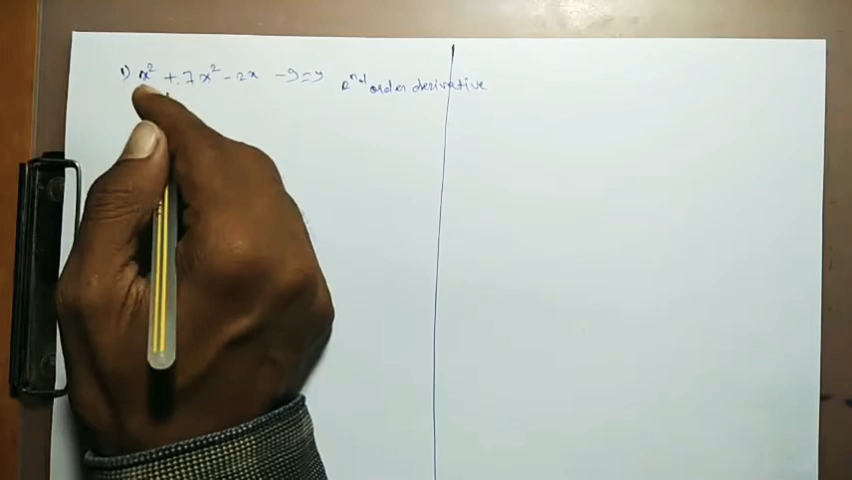 1) x² + 7x² - 2x - 9 = y 2nd order derivative